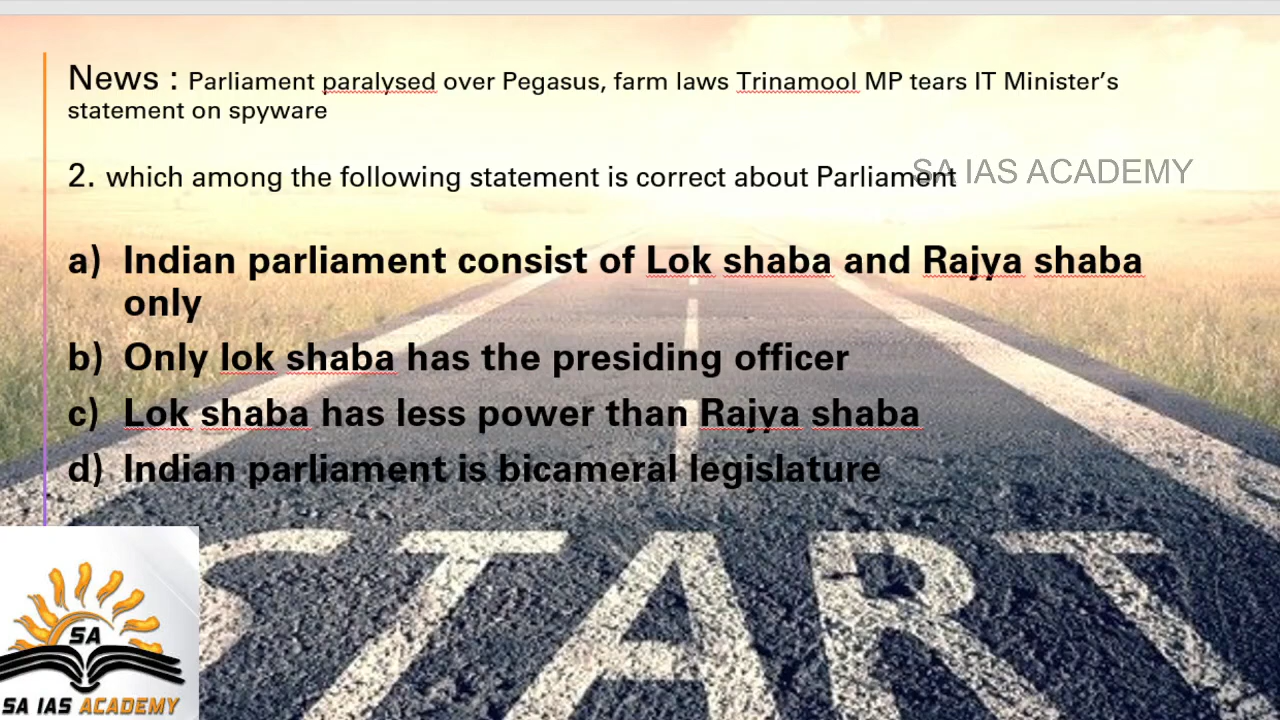 News : Parliament paralysed over Pegasus, farm laws Trinamool MP tears IT Minister’s
statement on spyware
2. which among the following statement is correct about Parliament
SA IAS ACADEMY
a) Indian parliament consist of Lok shaba and Rajya shaba
only
b) Only lok shaba has the presiding officer
c) Lok shaba has less power than Rajya shaba
d) Indian parliament is bicameral legislature
START
SA
SA IAS ACADEMY